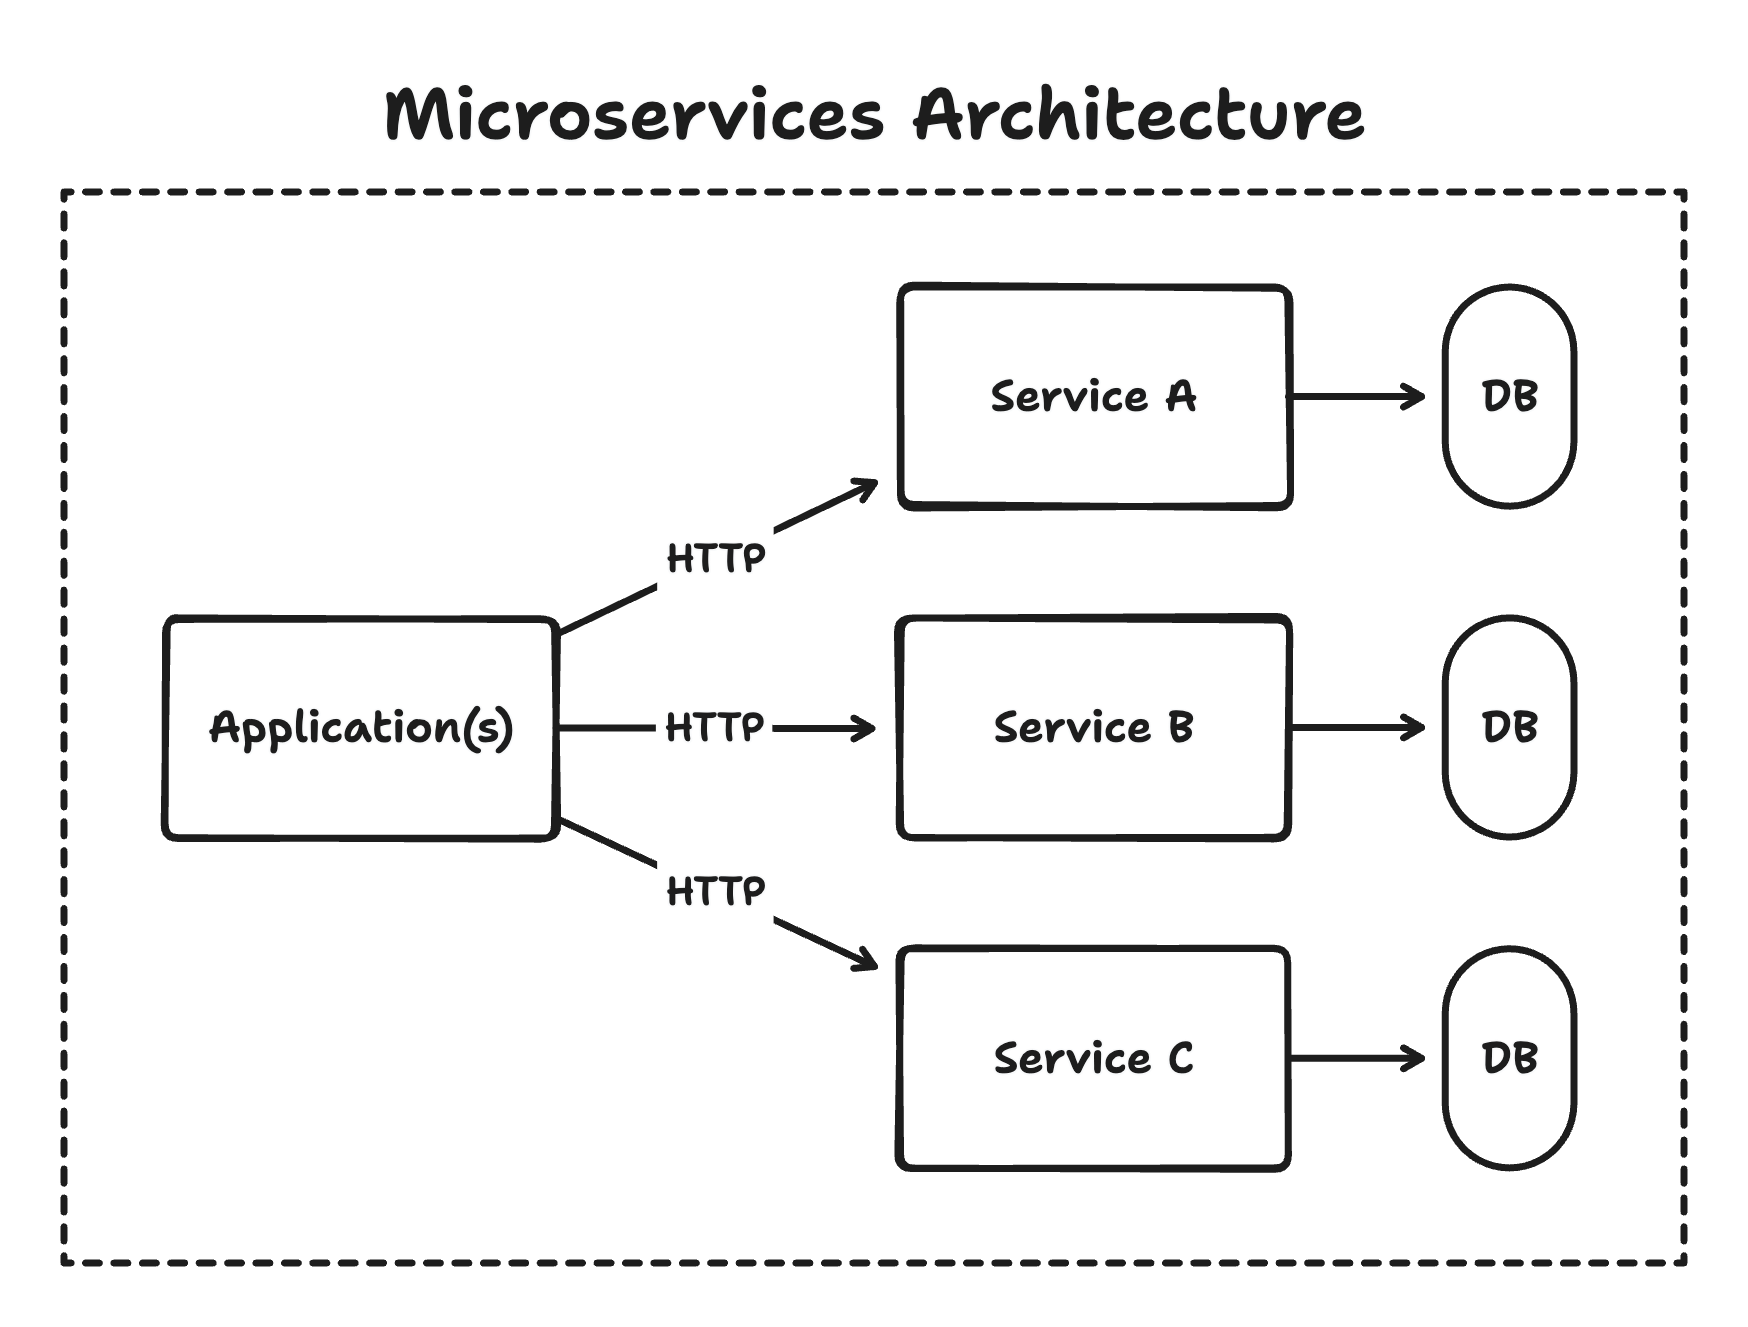 Microservices Architecture
Service A
DB
HTTP
Application(s)
HTTP
Service B
DB
HTTP
Service C
DB